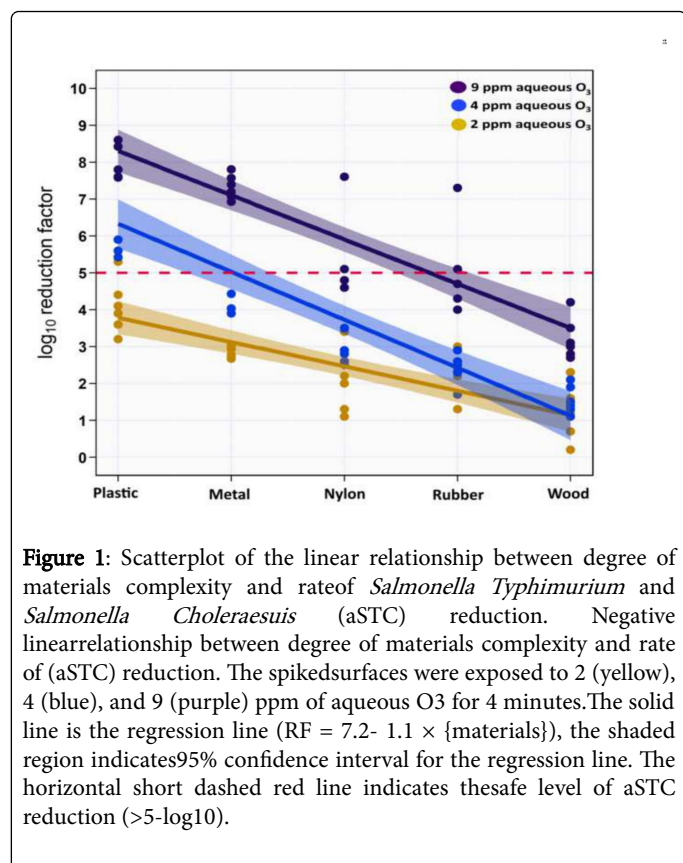 9 ppm aqueous O₃
4 ppm aqueous O₃
2 ppm aqueous O₃
log₁₀ reduction factor
10
9
8
7
6
5
4
3
2
1
0
Plastic Metal Nylon Rubber Wood
Figure 1: Scatterplot of the linear relationship between degree of
materials complexity and rateof Salmonella Typhimurium and
Salmonella Choleraesuis (aSTC) reduction. Negative
linearrelationship between degree of materials complexity and rate
of (aSTC) reduction. The spikedsurfaces were exposed to 2 (yellow),
4 (blue), and 9 (purple) ppm of aqueous O3 for 4 minutes.The solid
line is the regression line (RF = 7.2- 1.1 × {materials}), the shaded
region indicates95% confidence interval for the regression line. The
horizontal short dashed red line indicates thesafe level of aSTC
reduction (>5-log10).